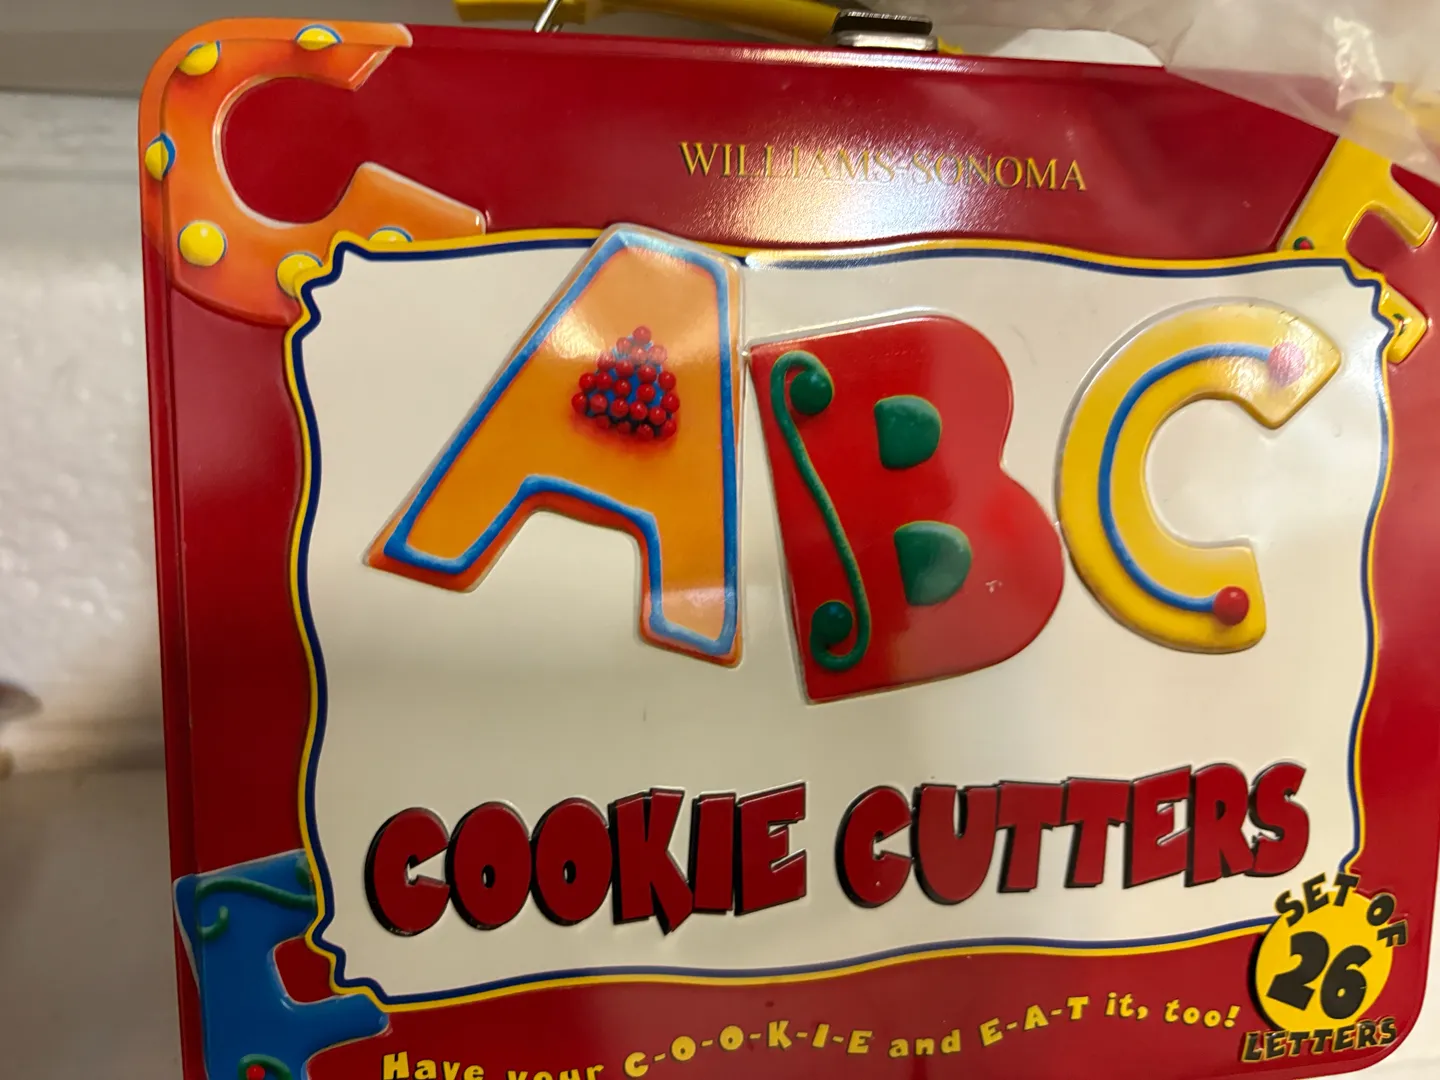 WILLIAMS-SONOMA
ABC
COOKIE CUTTERS
SET OF
26
LETTERS
Have your C-O-O-K-I-E and E-A-T it, too!